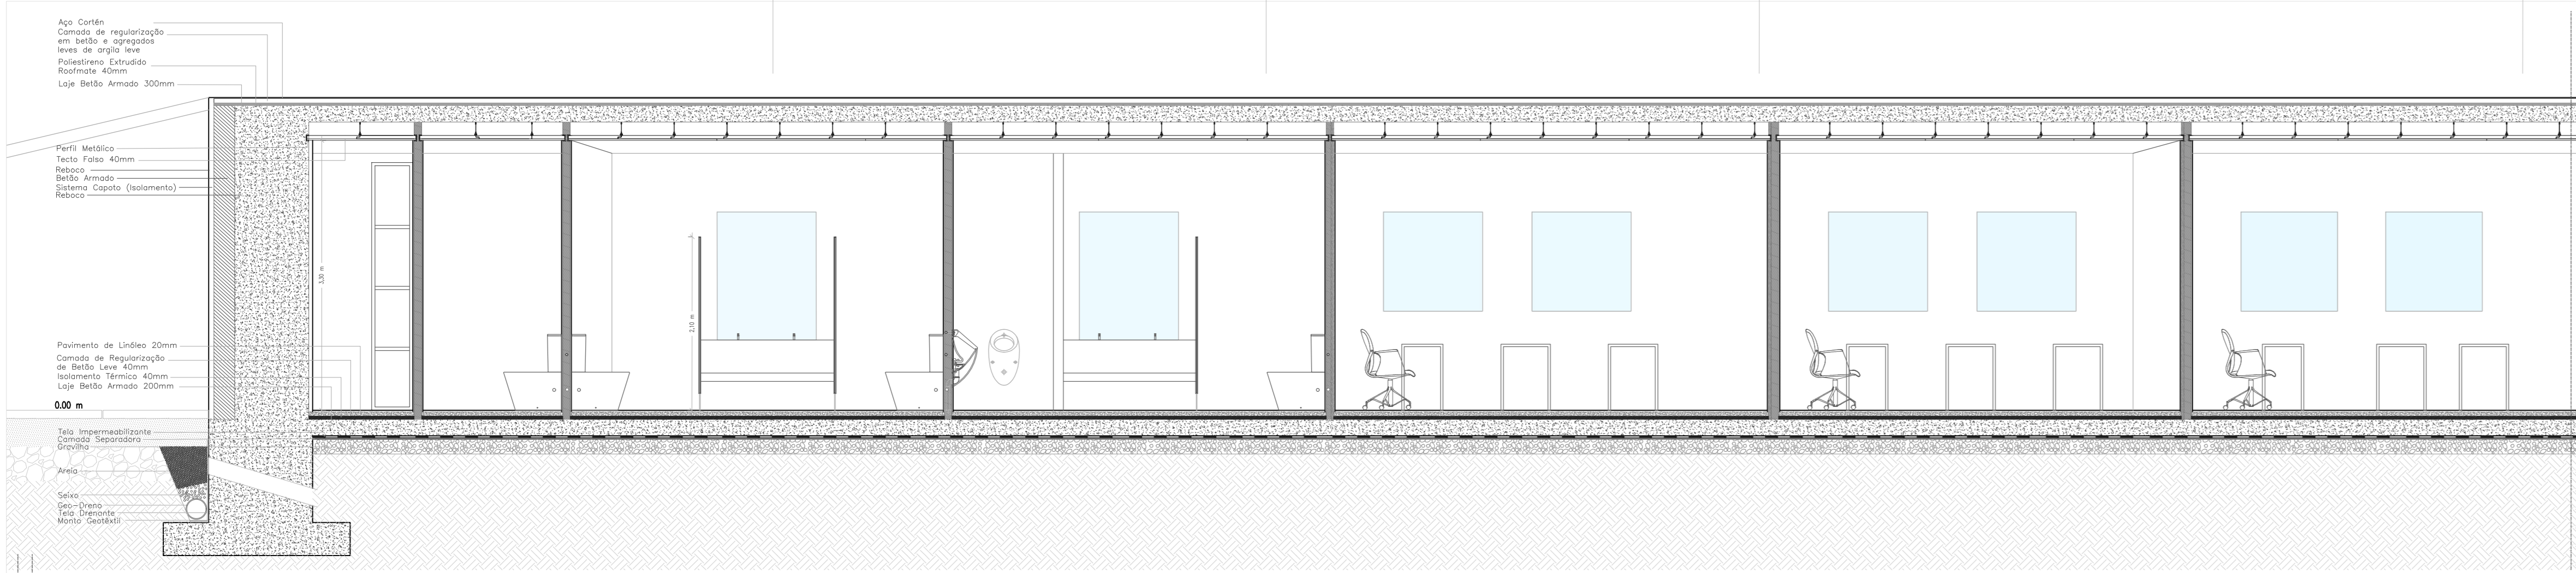 Aço Cortén
Camada de regularização
em betão e agregados
leves de argila leve
Poliestireno Extrudido
Roofmate 40mm
Laje Betão Armado 300mm
Perfil Metálico
Tecto Falso 40mm
Reboco
Betão Armado
Sistema Capoto (Isolamento)
Reboco
3,30 m
2,10 m
Pavimento de Linóleo 20mm
Camada de Regularização
de Betão Leve 40mm
Isolamento Térmico 40mm
Laje Betão Armado 200mm
0.00 m
Tela Impermeabilizante
Camada Separadora
Gravilha
Areia
Seixo
Geo-Dreno
Tela Drenante
Manta Geotêxtil